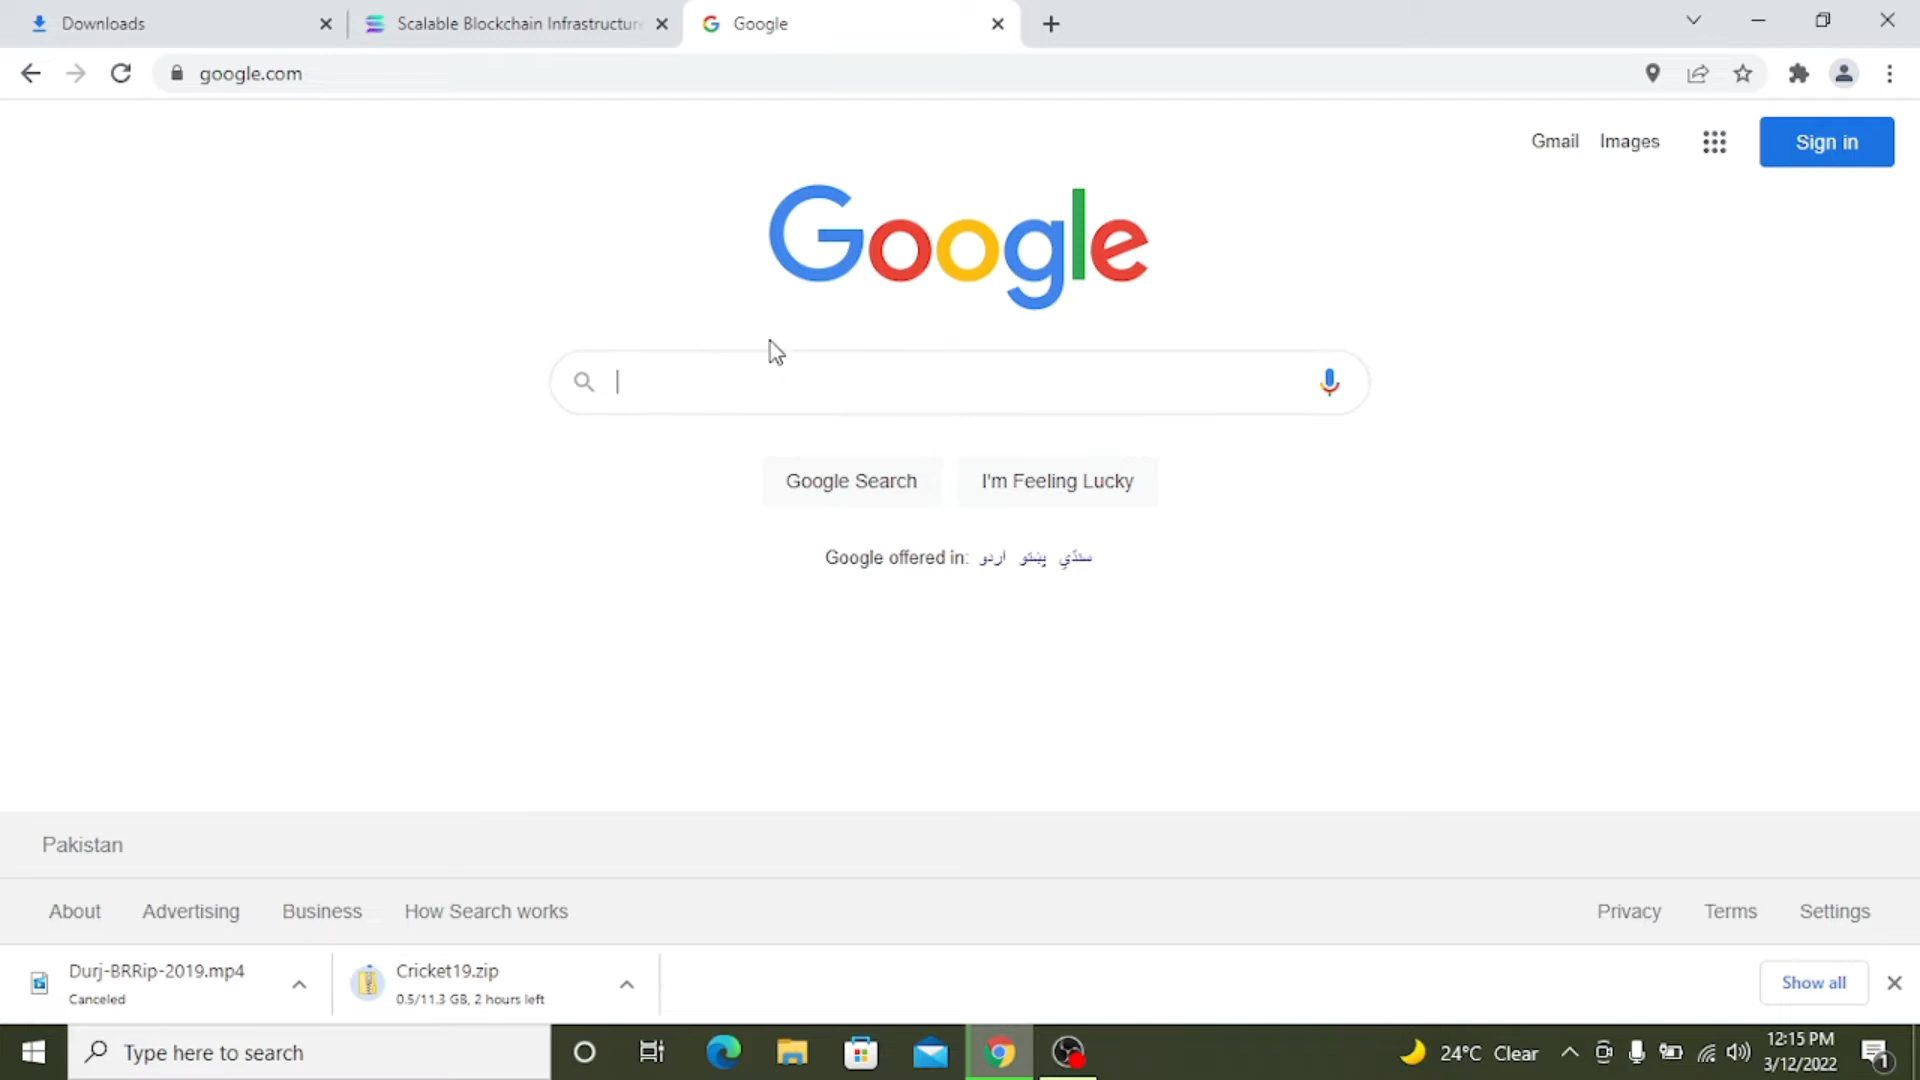 Downloads
Scalable Blockchain Infrastructure
Google
google.com
Gmail Images Sign in
Google
Google Search I'm Feeling Lucky
Google offered in: اردو پښتو سنڌي
Pakistan
About Advertising Business How Search works
Privacy Terms Settings
Durj-BRRip-2019.mp4
Canceled
Cricket19.zip
0.5/11.3 GB, 2 hours left
Show all
Type here to search
24°C Clear
12:15 PM
3/12/2022
1